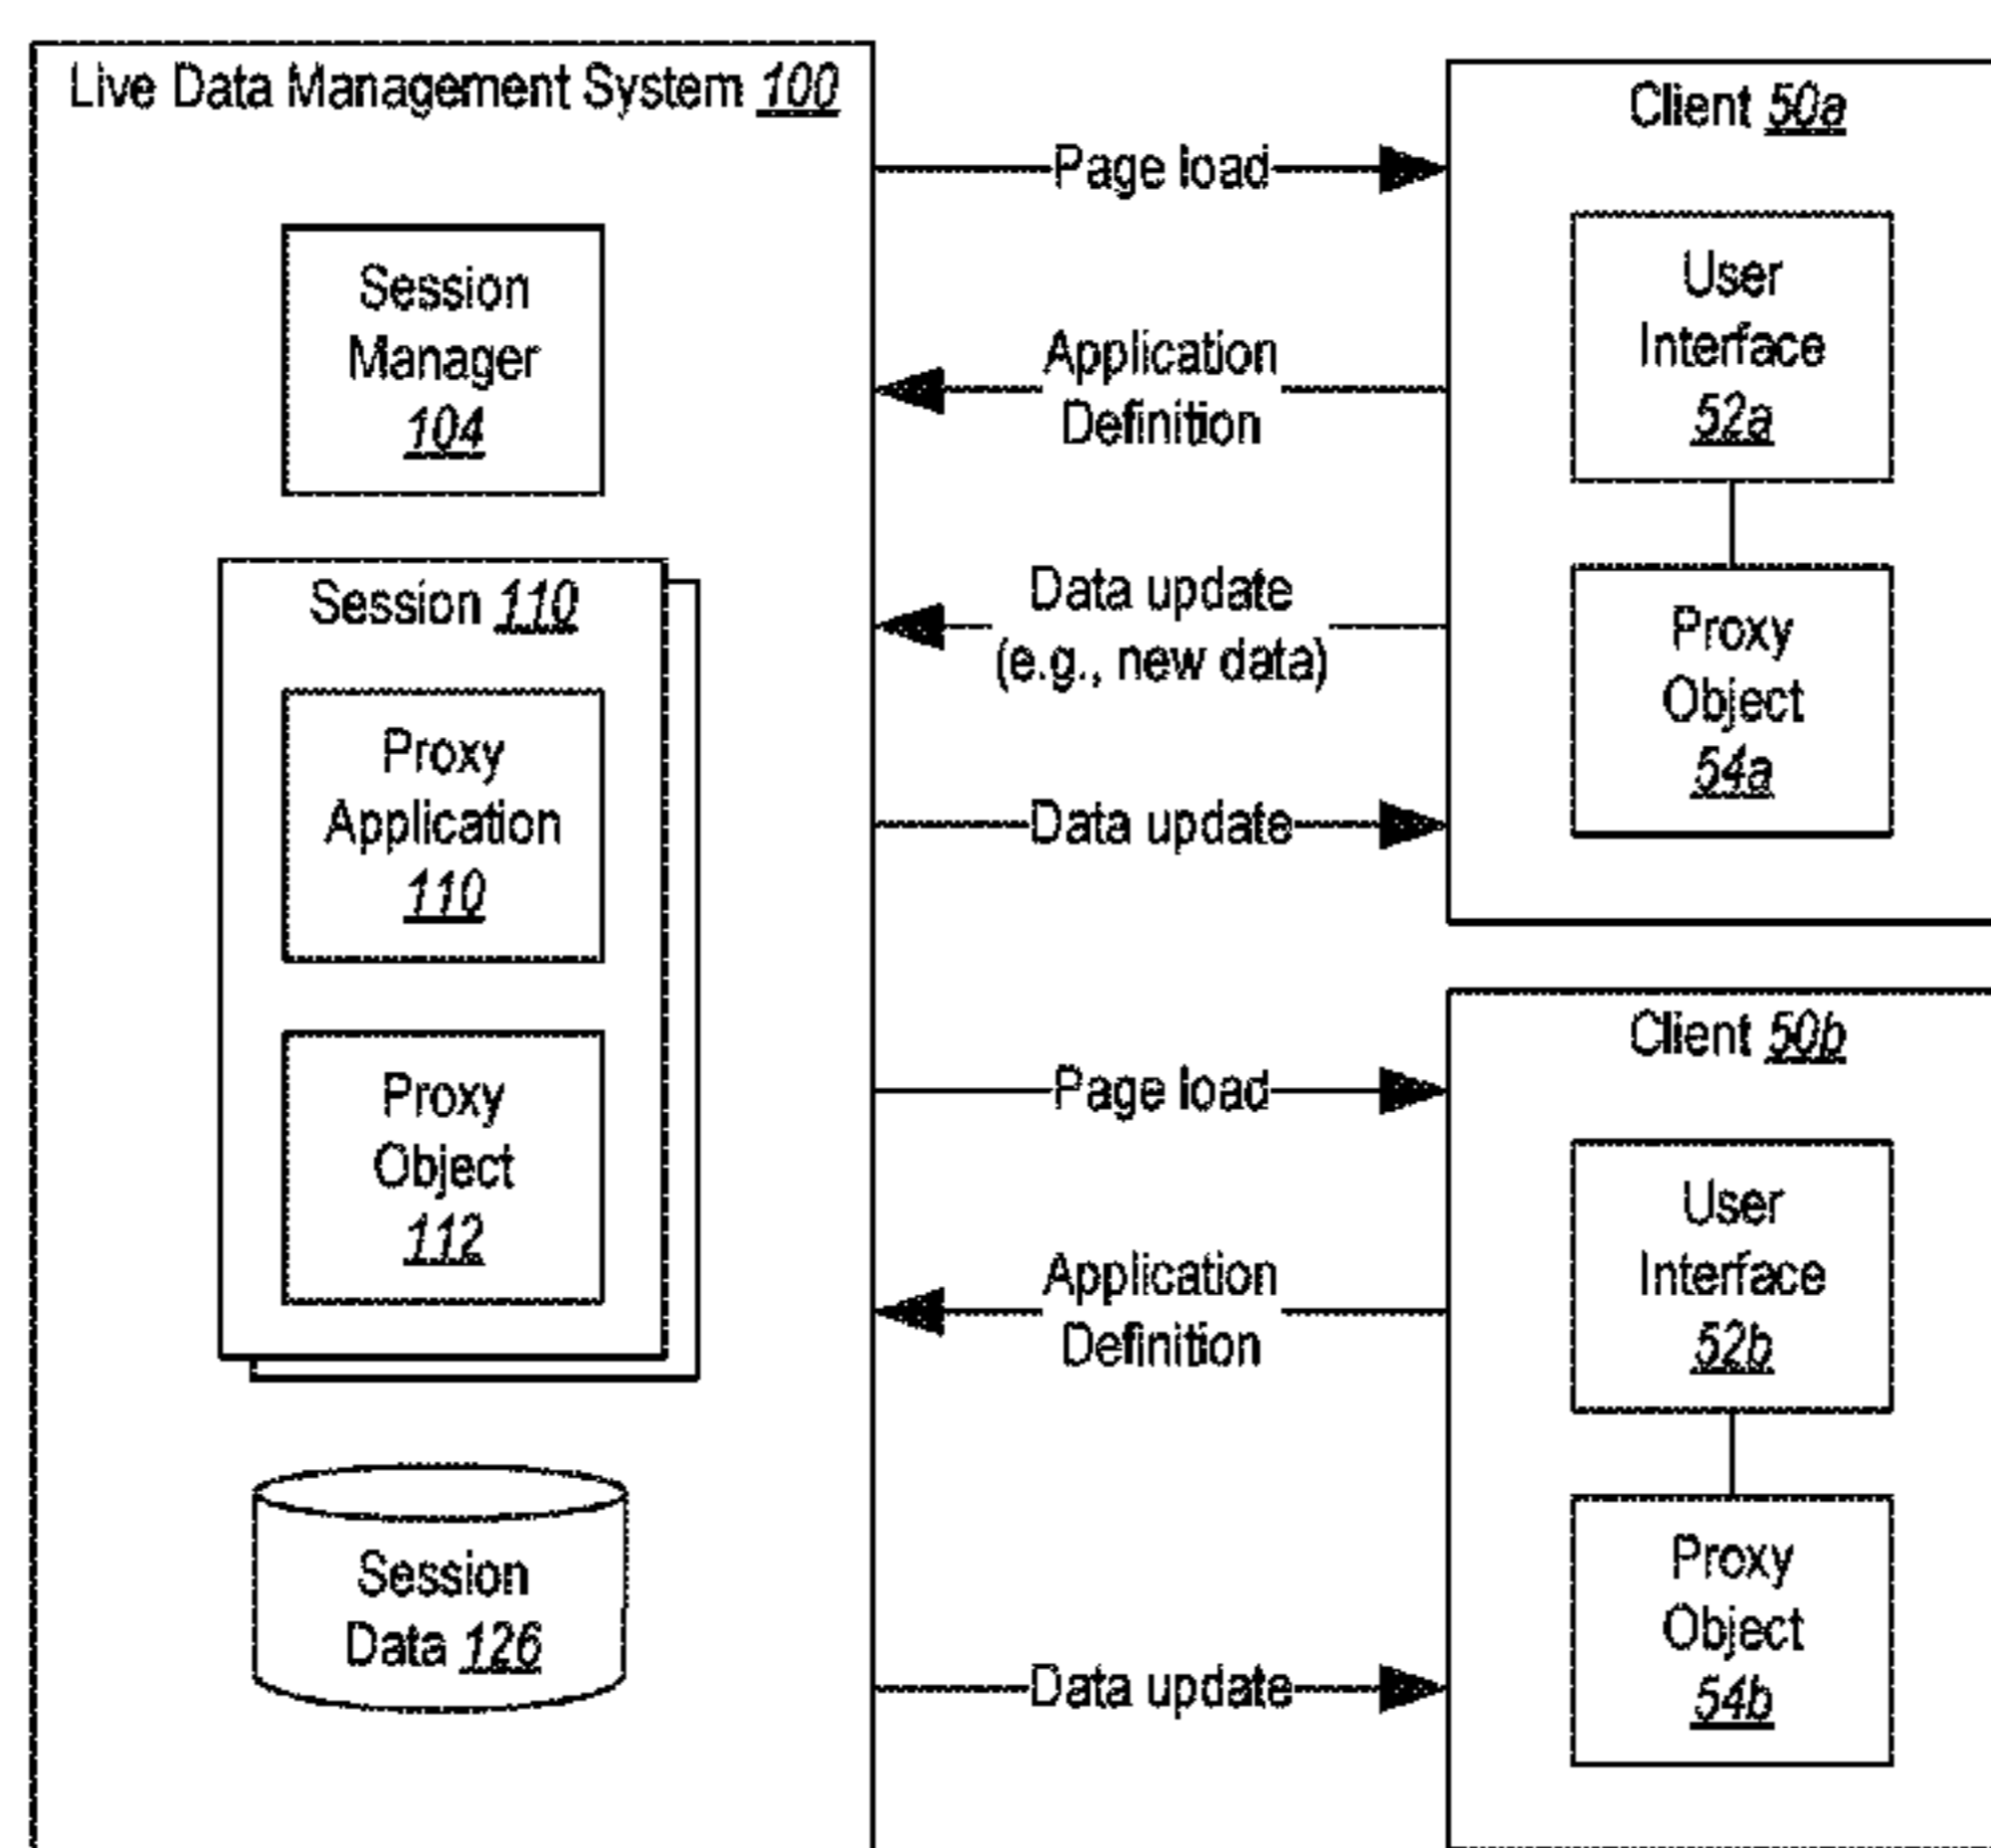 Live Data Management System 100
Session
Manager
104
Session 110
Proxy
Application
110
Proxy
Object
112
Session
Data 126
Page load
Application
Definition
Data update
(e.g., new data)
Data update
Page load
Application
Definition
Data update
Client 50a
User
Interface
52a
Proxy
Object
54a
Client 50b
User
Interface
52b
Proxy
Object
54b